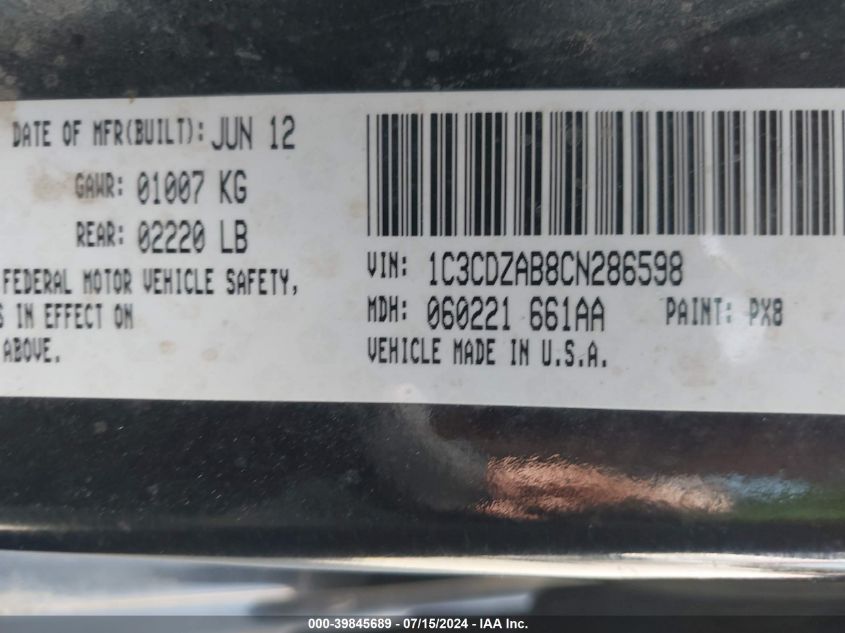 DATE OF MFR(BUILT): JUN 12
GAWR: 01007 KG
REAR: 02220 LB
FEDERAL MOTOR VEHICLE SAFETY,
IN EFFECT ON
ABOVE.
VIN: 1C3CDZAB8CN286598
MDH: 060221 661AA PAINT: PX8
VEHICLE MADE IN U.S.A.
000-39845689 - 07/15/2024 - IAA Inc.